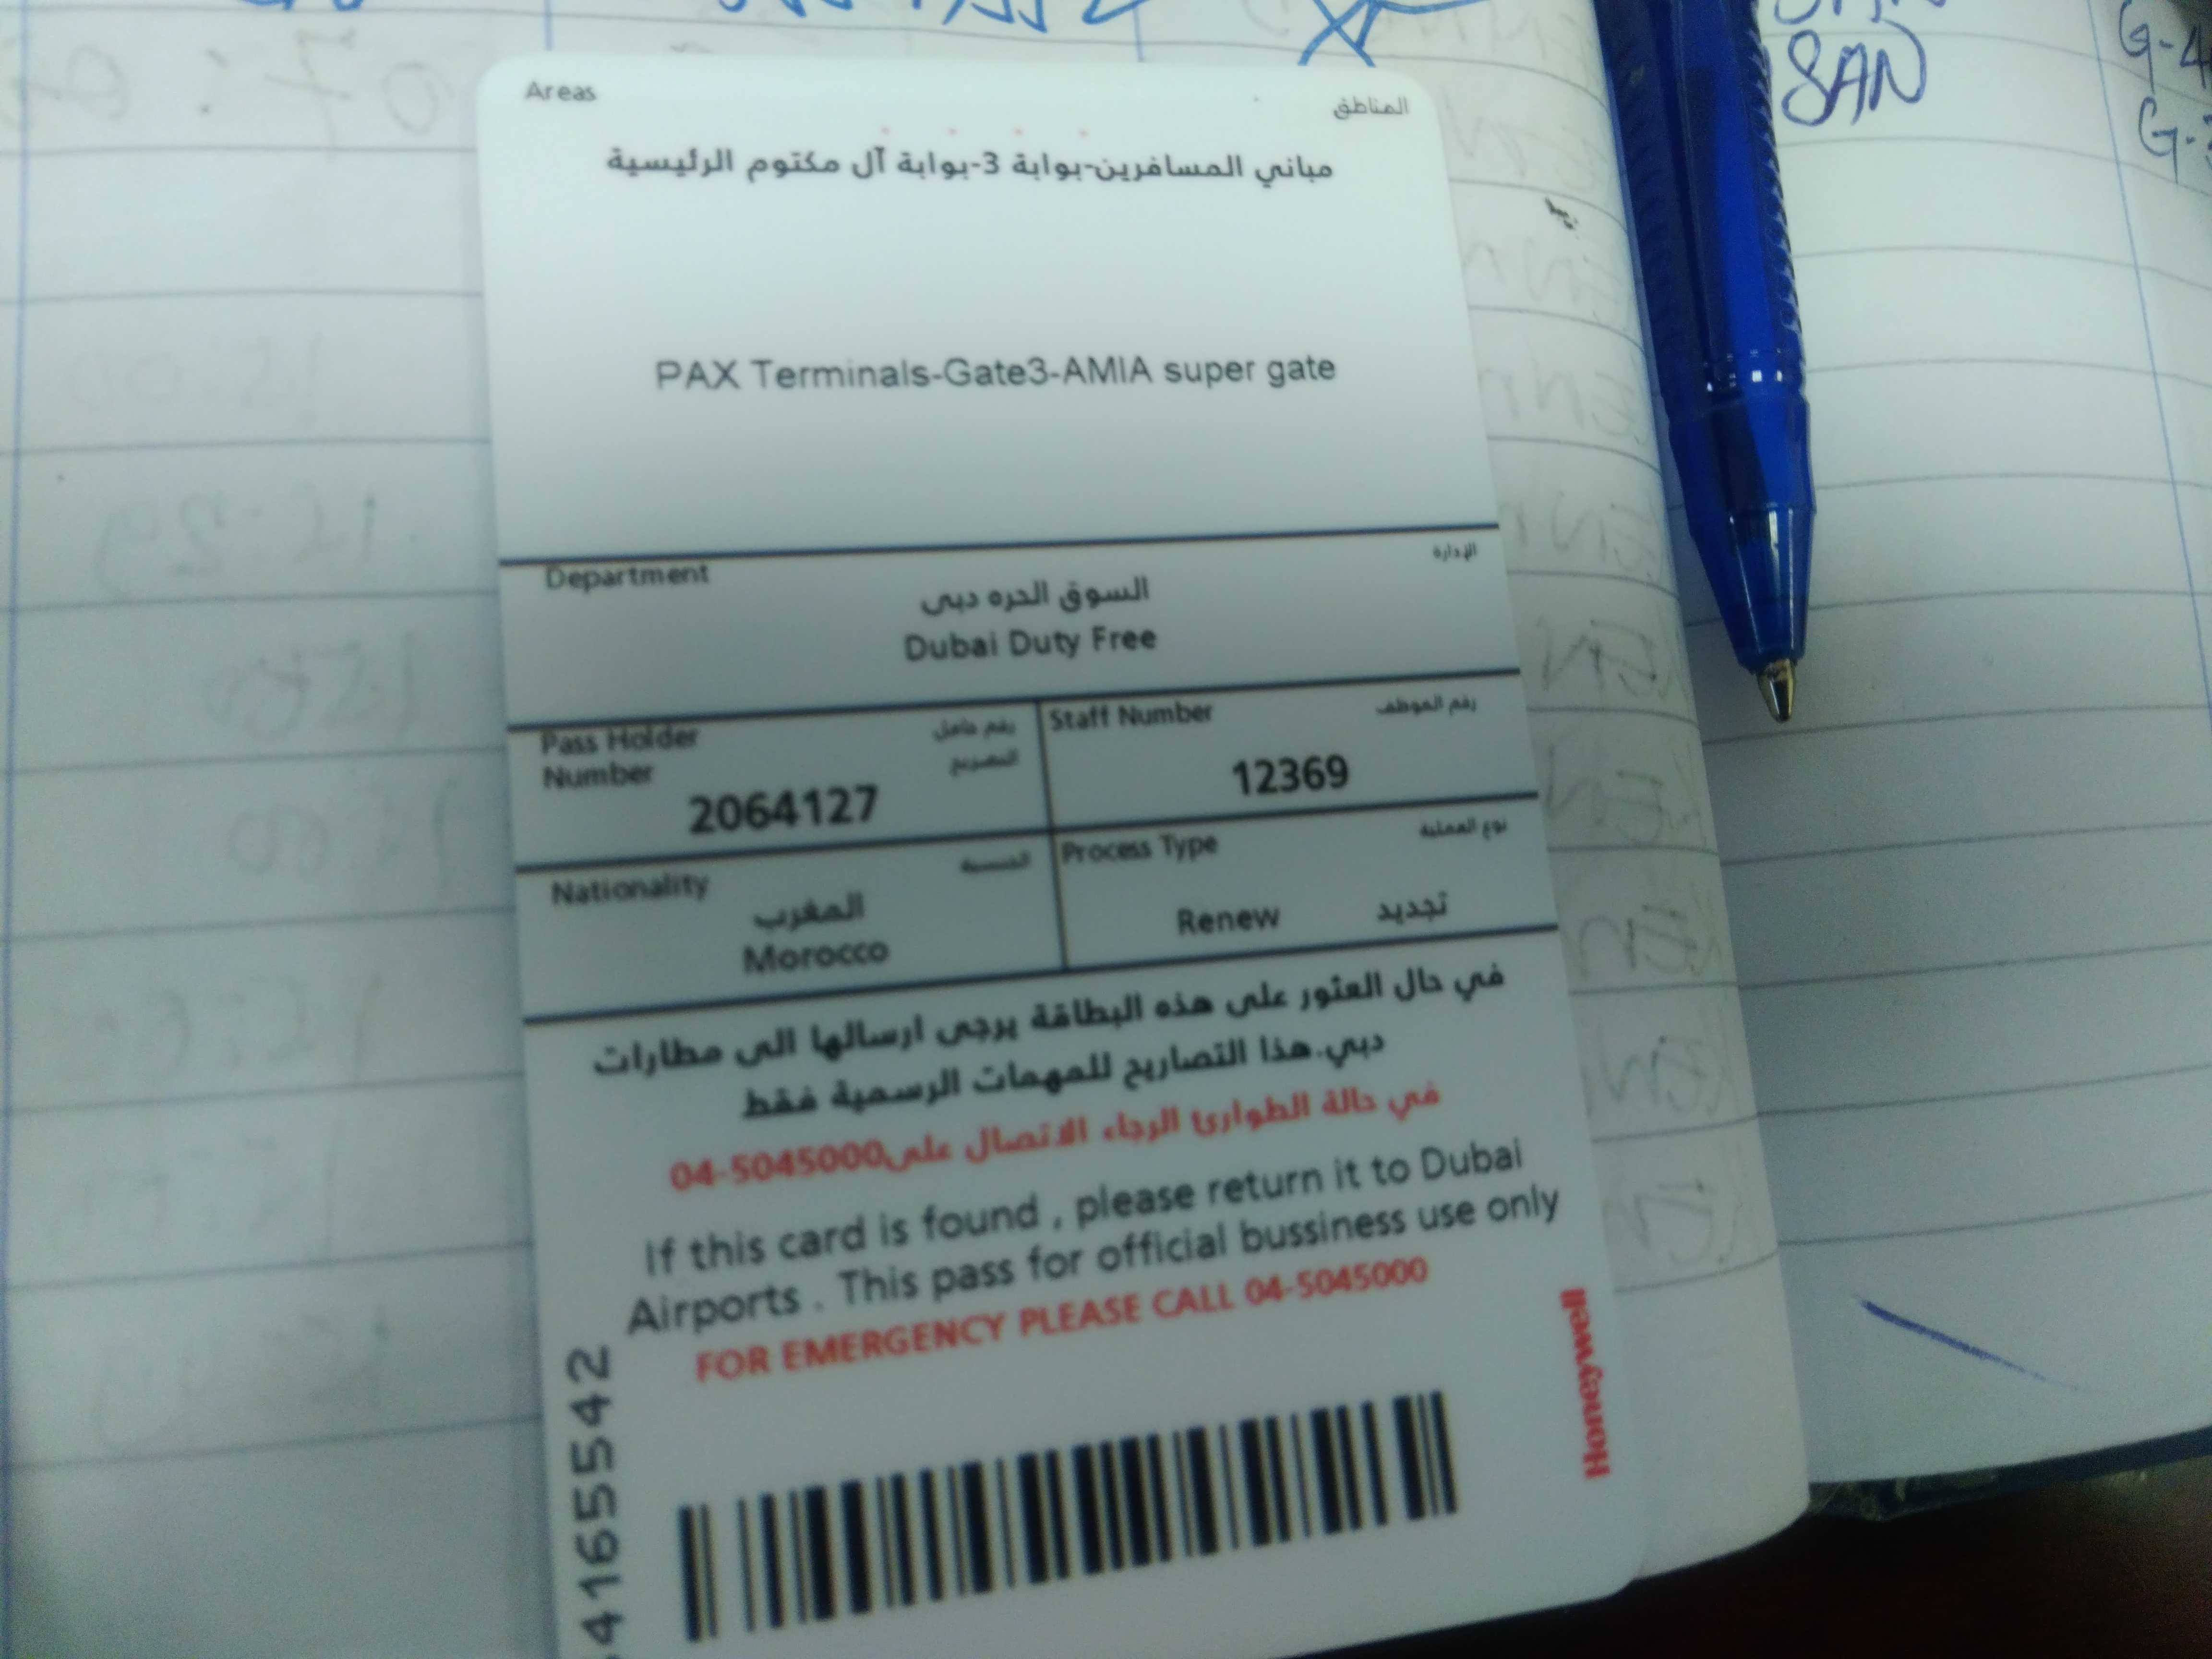 SAN
G-4
Areas المناطق
مباني المسافرين-بوابة 3-بوابة آل مكتوم الرئيسية
PAX Terminals-Gate3-AMIA super gate
Department الإدارة
السوق الحره دبى
Dubai Duty Free
Pass Holder رقم حامل
Number التصريح
2064127
Staff Number رقم الموظف
12369
Nationality الجنسية
المغرب
Morocco
Process Type نوع العملية
Renew تجديد
في حال العثور على هذه البطاقة يرجى ارسالها الى مطارات
دبي.هذا التصاريح للمهمات الرسمية فقط
في حالة الطوارئ الرجاء الاتصال على04-5045000
If this card is found , please return it to Dubai
Airports . This pass for official bussiness use only
FOR EMERGENCY PLEASE CALL 04-5045000
4165542
Honeywell